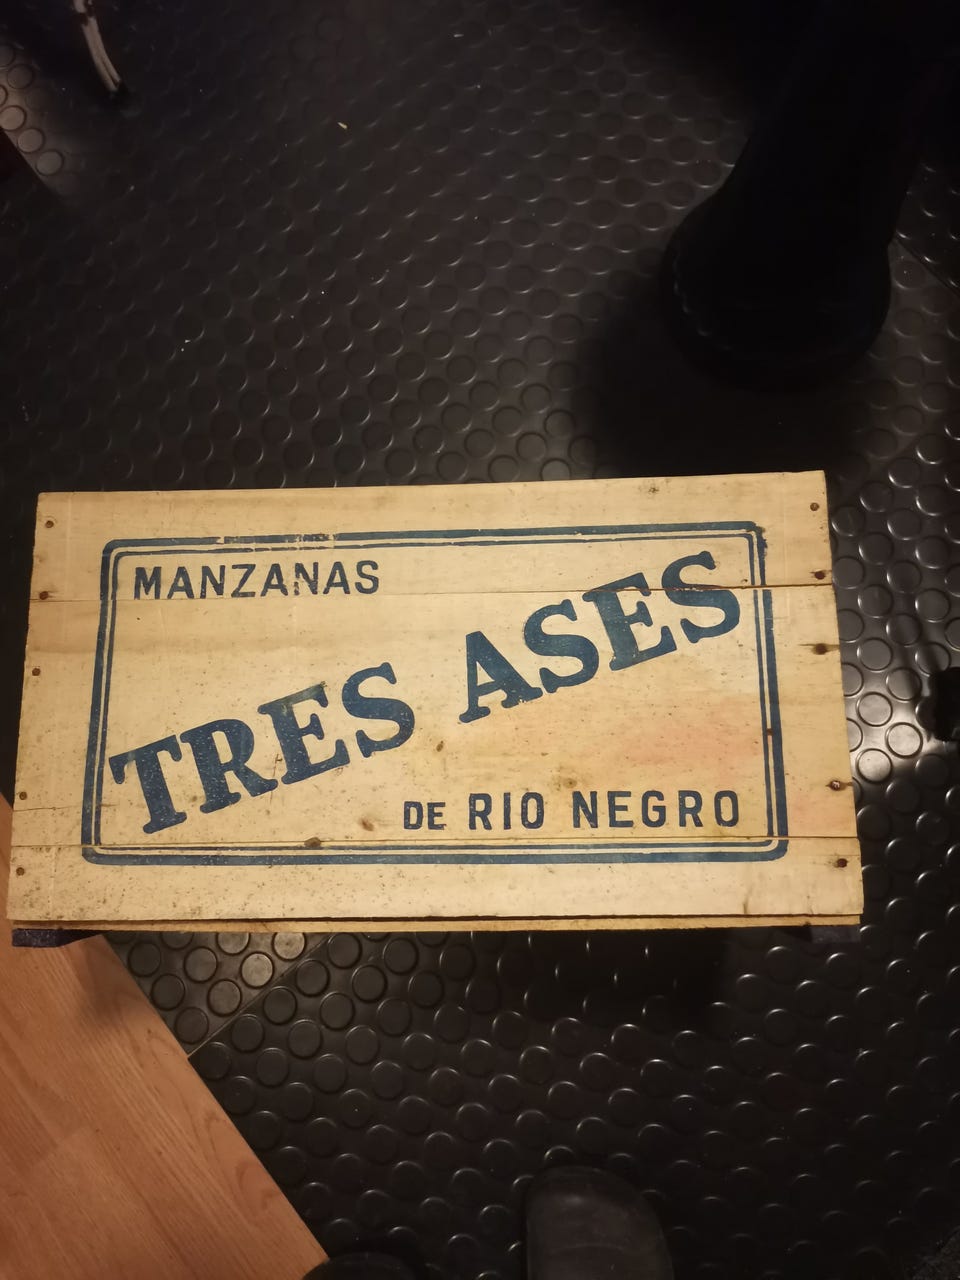 MANZANAS
TRES ASES
DE RIO NEGRO